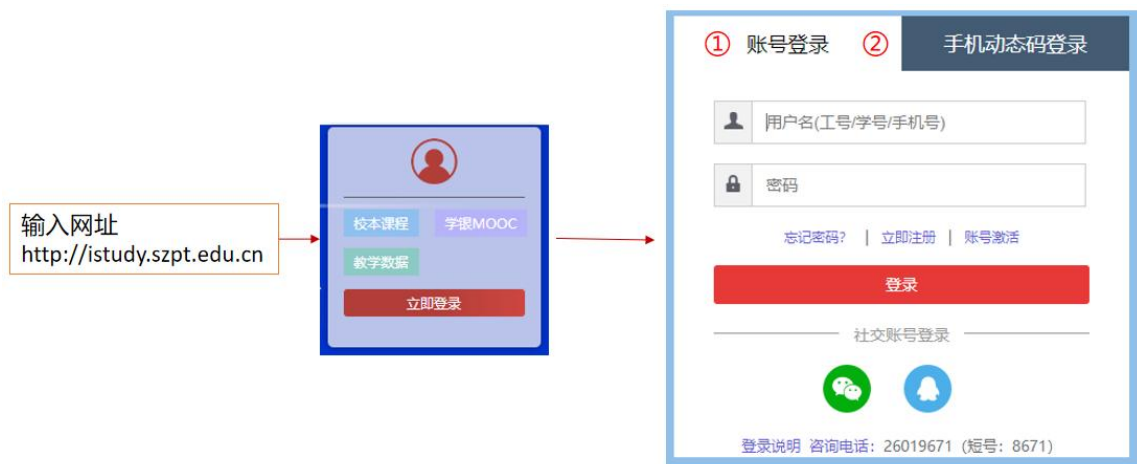 输入网址
http://istudy.szpt.edu.cn
校本课程 学银MOOC
教学数据
立即登录
① 账号登录 ② 手机动态码登录
用户名(工号/学号/手机号)
密码
忘记密码? | 立即注册 | 账号激活
登录
社交账号登录
登录说明 咨询电话: 26019671 (短号: 8671)